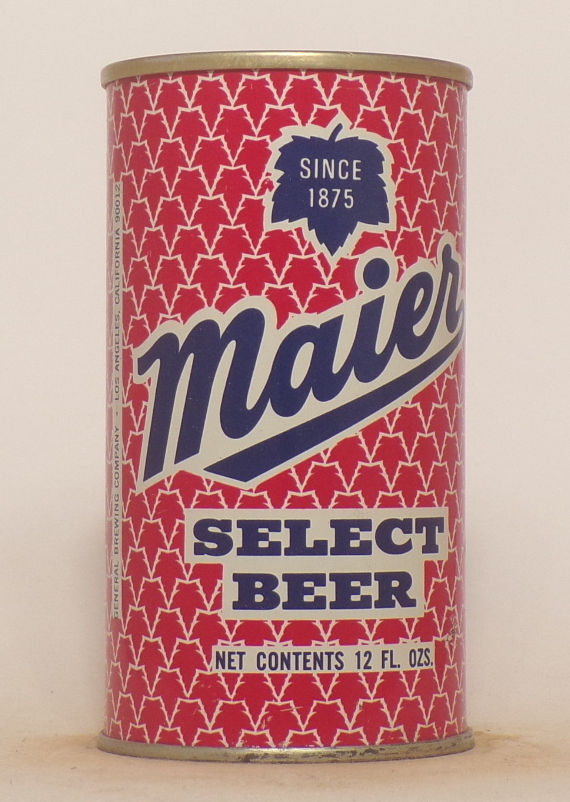 SINCE
1875
Maier
SELECT
BEER
NET CONTENTS 12 FL. OZS.
GENERAL BREWING COMPANY · LOS ANGELES, CALIFORNIA 90012